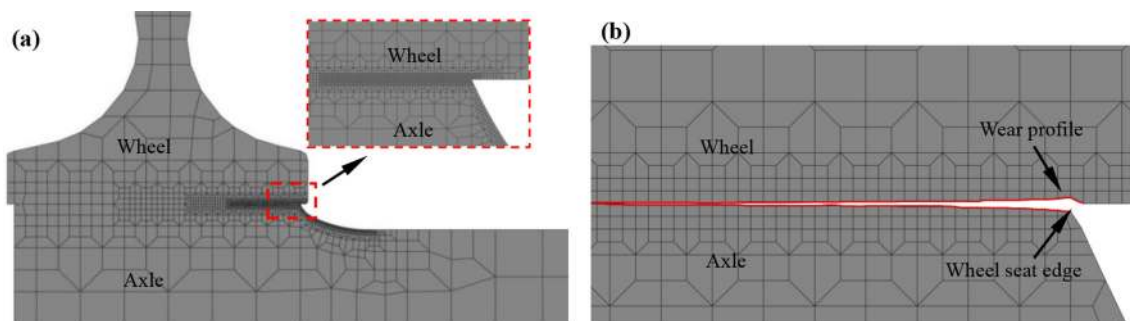 (a)
Wheel
Axle
Wheel
Axle
(b)
Wear profile
Wheel
Axle
Wheel seat edge